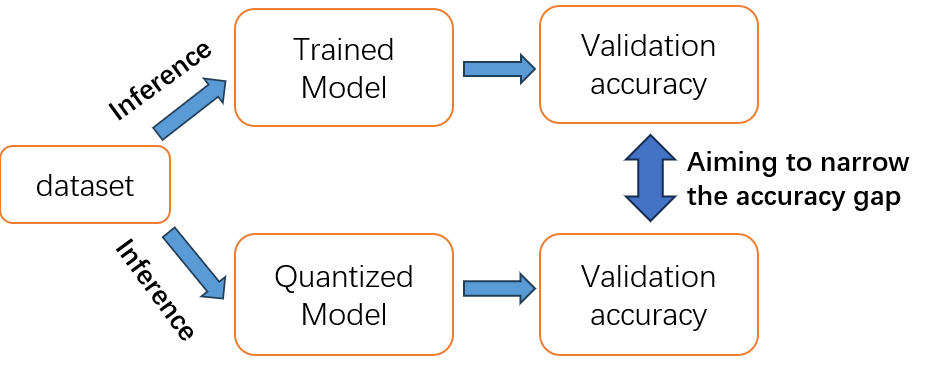 Inference
Trained
Model
Validation
accuracy
dataset
Aiming to narrow
the accuracy gap
Inference
Quantized
Model
Validation
accuracy